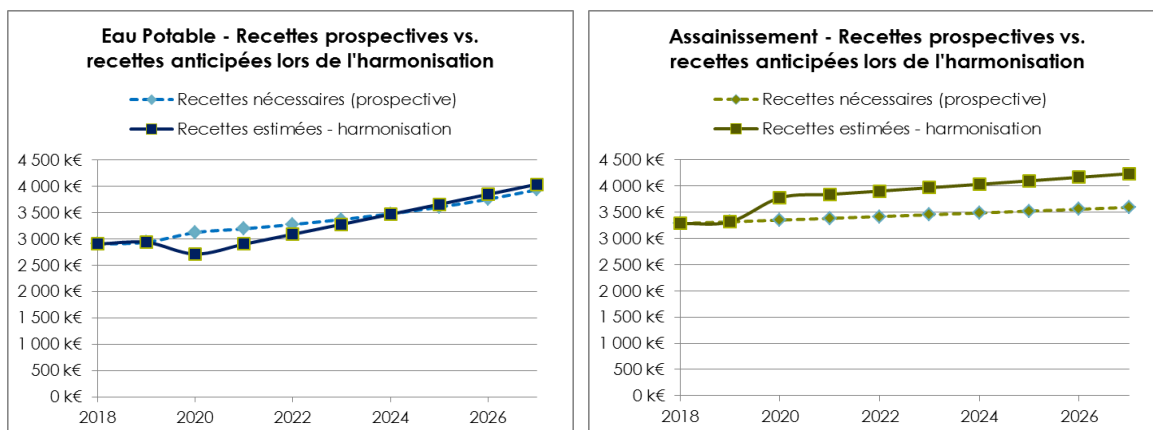 Eau Potable - Recettes prospectives vs.
recettes anticipées lors de l'harmonisation
Recettes nécessaires (prospective)
Recettes estimées - harmonisation
4 500 k€
4 000 k€
3 500 k€
3 000 k€
2 500 k€
2 000 k€
1 500 k€
1 000 k€
500 k€
0 k€
2018 2020 2022 2024 2026
Assainissement - Recettes prospectives vs.
recettes anticipées lors de l'harmonisation
Recettes nécessaires (prospective)
Recettes estimées - harmonisation
4 500 k€
4 000 k€
3 500 k€
3 000 k€
2 500 k€
2 000 k€
1 500 k€
1 000 k€
500 k€
0 k€
2018 2020 2022 2024 2026